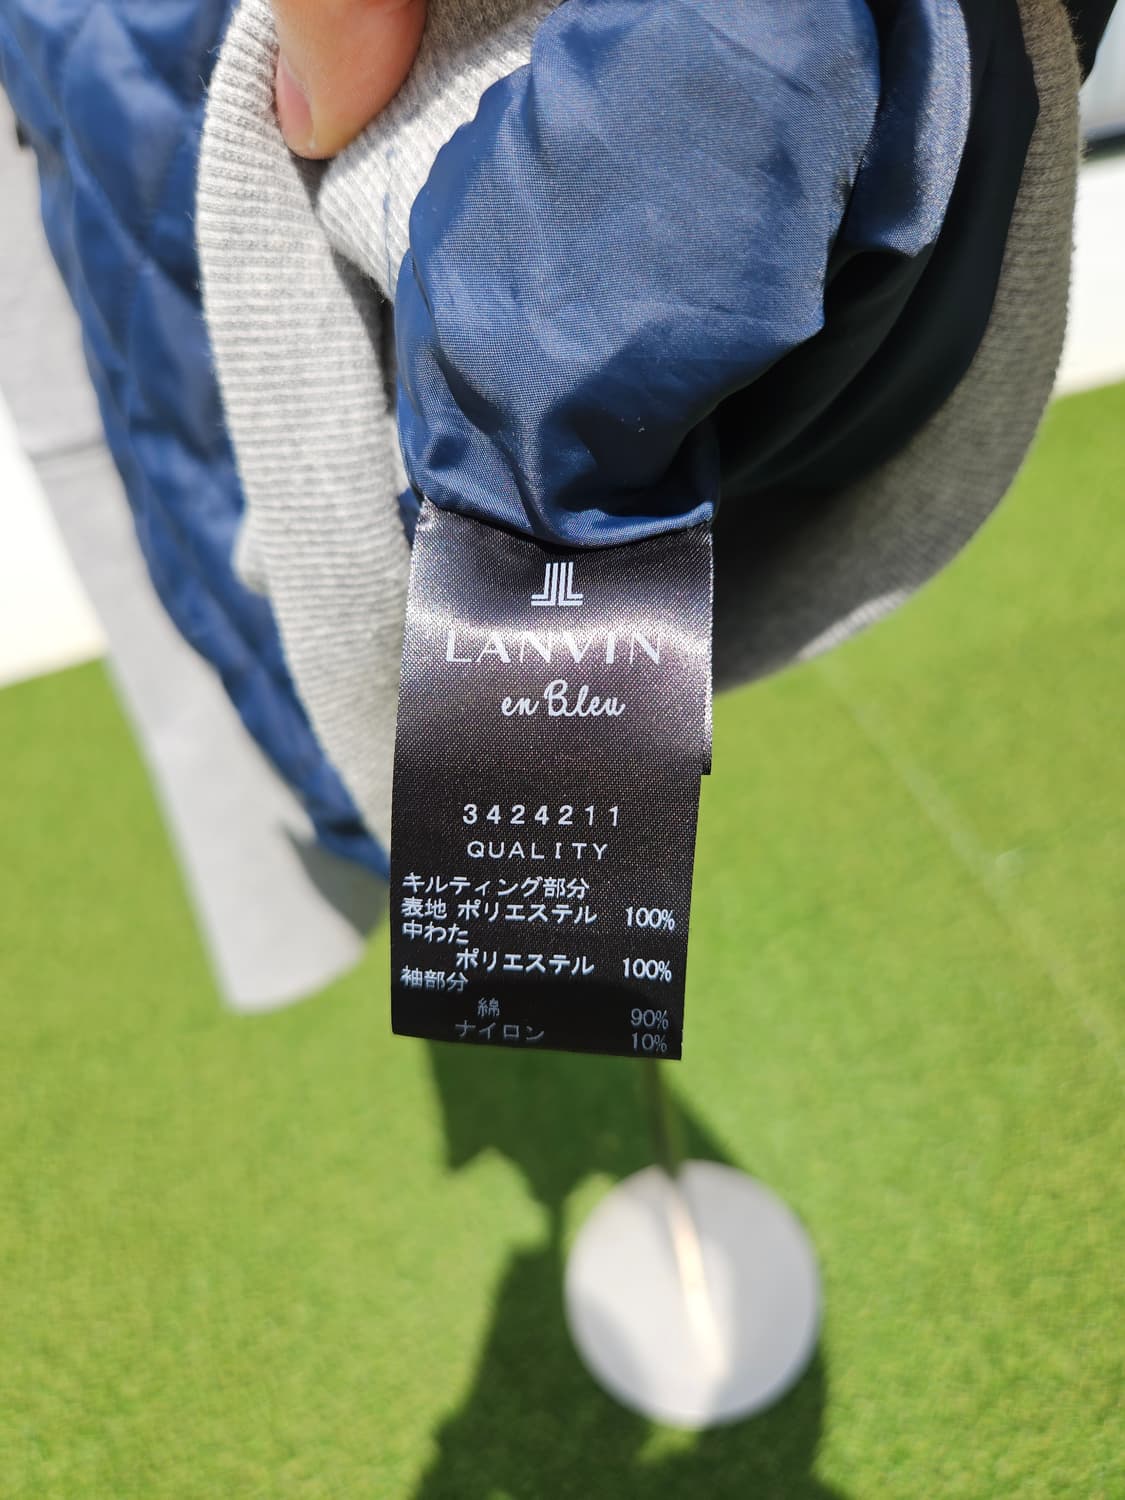 LANVIN
en Bleu
3424211
QUALITY
キルティング部分
表地 ポリエステル 100%
中わた
ポリエステル 100%
袖部分
綿 90%
ナイロン 10%